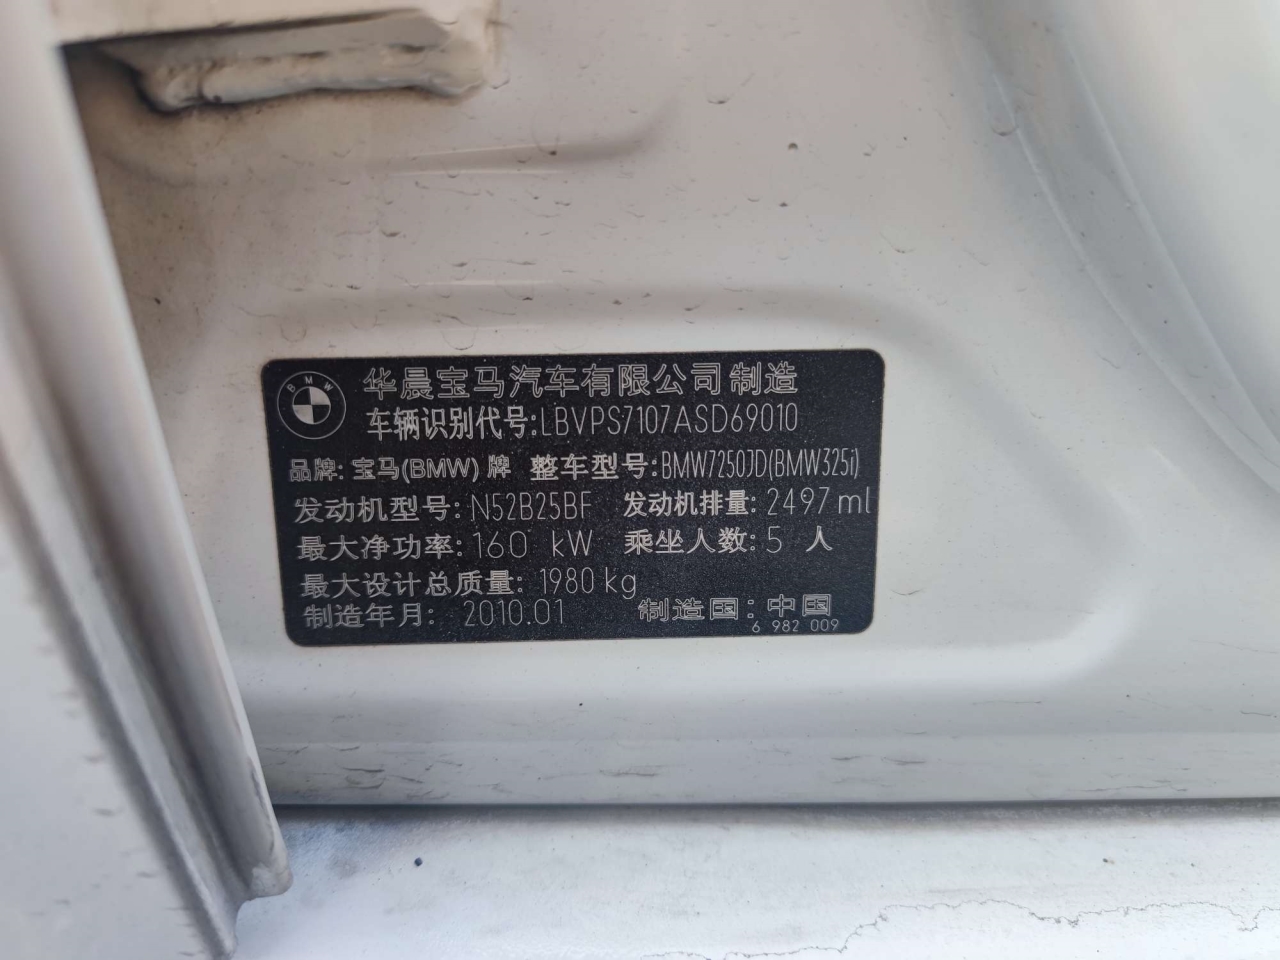 BMW
华晨宝马汽车有限公司制造
车辆识别代号:LBVPS7107ASD69010
品牌:宝马(BMW)牌 整车型号:BMW7250JD(BMW325i)
发动机型号:N52B25BF 发动机排量:2497ml
最大净功率:160 kW 乘坐人数:5 人
最大设计总质量:1980kg
制造年月:2010.01 制造国:中国
6 982 009